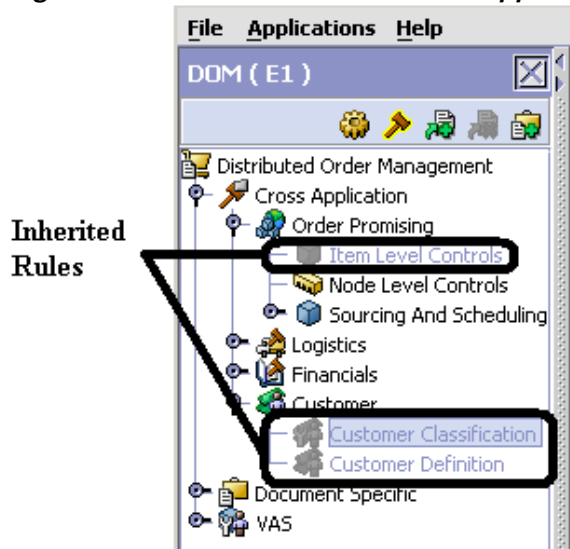 File Applications Help
DOM ( E1 )
Distributed Order Management
Cross Application
Order Promising
Inherited
Rules
Item Level Controls
Node Level Controls
Sourcing And Scheduling
Logistics
Financials
Customer
Customer Classification
Customer Definition
Document Specific
VAS